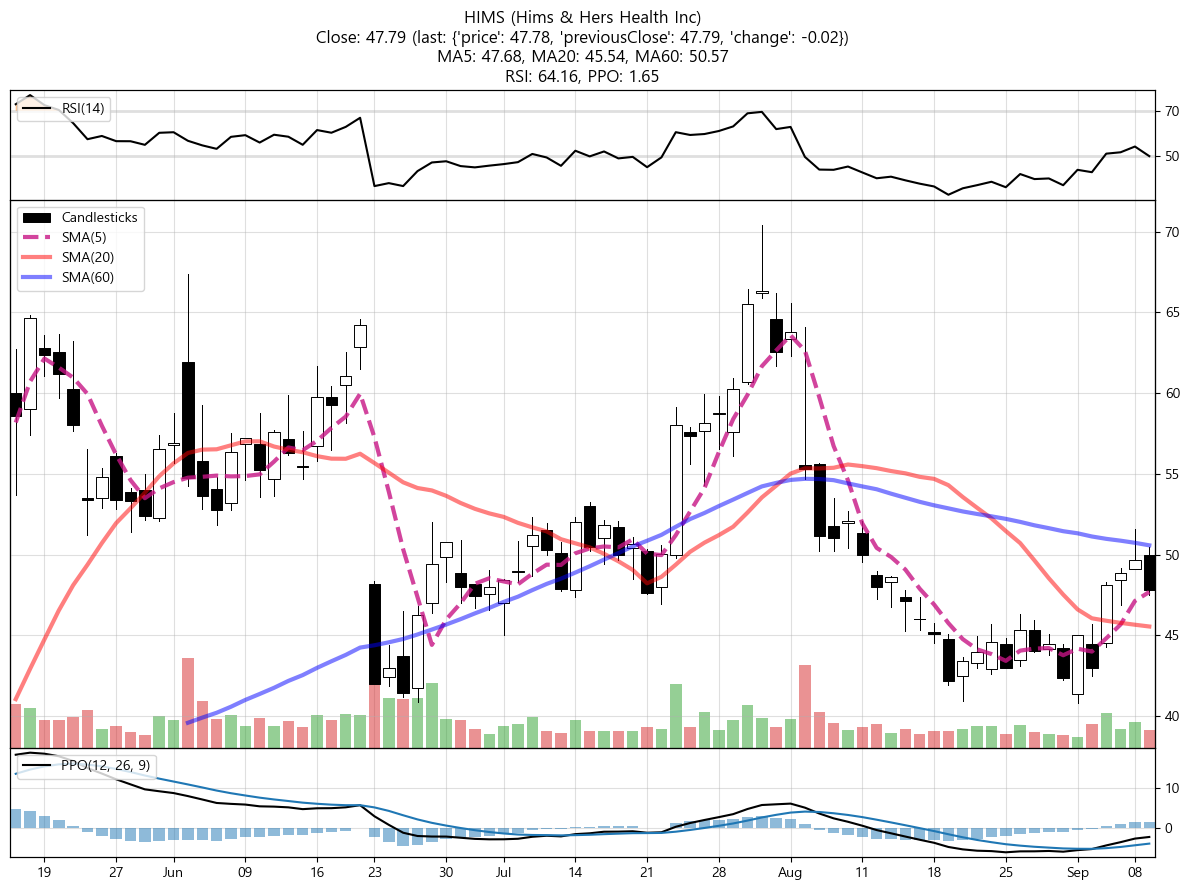 HIMS (Hims & Hers Health Inc)
Close: 47.79 (last: {'price': 47.78, 'previousClose': 47.79, 'change': -0.02})
MA5: 47.68, MA20: 45.54, MA60: 50.57
RSI: 64.16, PPO: 1.65
RSI(14)
70
50
Candlesticks
SMA(5)
SMA(20)
SMA(60)
70
65
60
55
50
45
40
PPO(12, 26, 9)
10
0
19 27 Jun 09 16 23 30 Jul 14 21 28 Aug 11 18 25 Sep 08